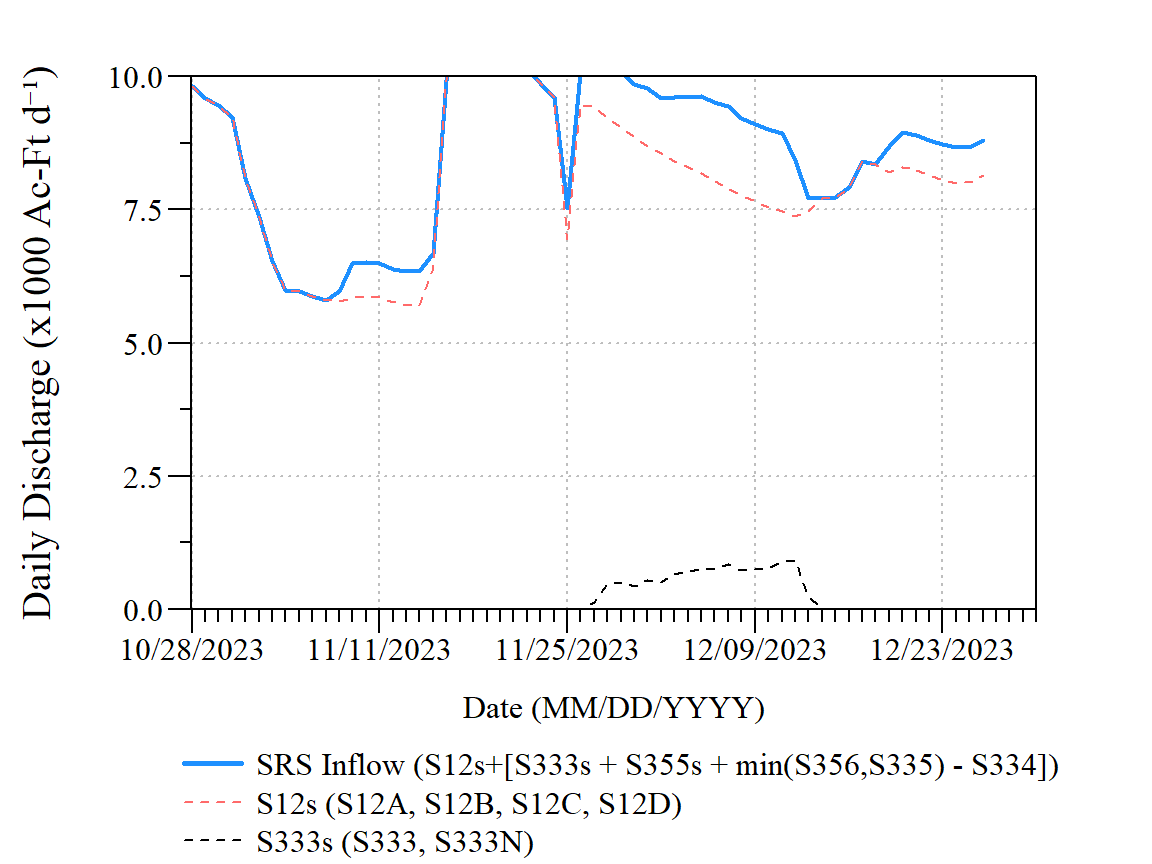 Daily Discharge (x1000 Ac-Ft d⁻¹)
10.0
7.5
5.0
2.5
0.0
10/28/2023 11/11/2023 11/25/2023 12/09/2023 12/23/2023
Date (MM/DD/YYYY)
SRS Inflow (S12s+[S333s + S355s + min(S356,S335) - S334])
S12s (S12A, S12B, S12C, S12D)
S333s (S333, S333N)